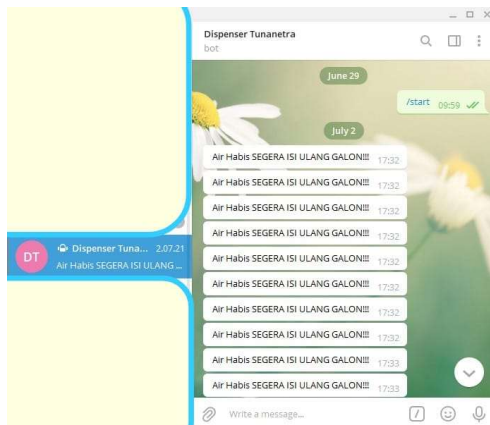 Dispenser Tunanetra
bot
June 29
/start 09:59
July 2
Air Habis SEGERA ISI ULANG GALON!!! 17:32
Air Habis SEGERA ISI ULANG GALON!!! 17:32
Air Habis SEGERA ISI ULANG GALON!!! 17:32
Air Habis SEGERA ISI ULANG GALON!!! 17:32
Air Habis SEGERA ISI ULANG GALON!!! 17:32
Air Habis SEGERA ISI ULANG GALON!!! 17:32
Air Habis SEGERA ISI ULANG GALON!!! 17:32
Air Habis SEGERA ISI ULANG GALON!!! 17:32
Air Habis SEGERA ISI ULANG GALON!!! 17:33
Air Habis SEGERA ISI ULANG GALON!!! 17:33
DT
Dispenser Tuna... 2.07.21
Air Habis SEGERA ISI ULANG ...
Write a message...